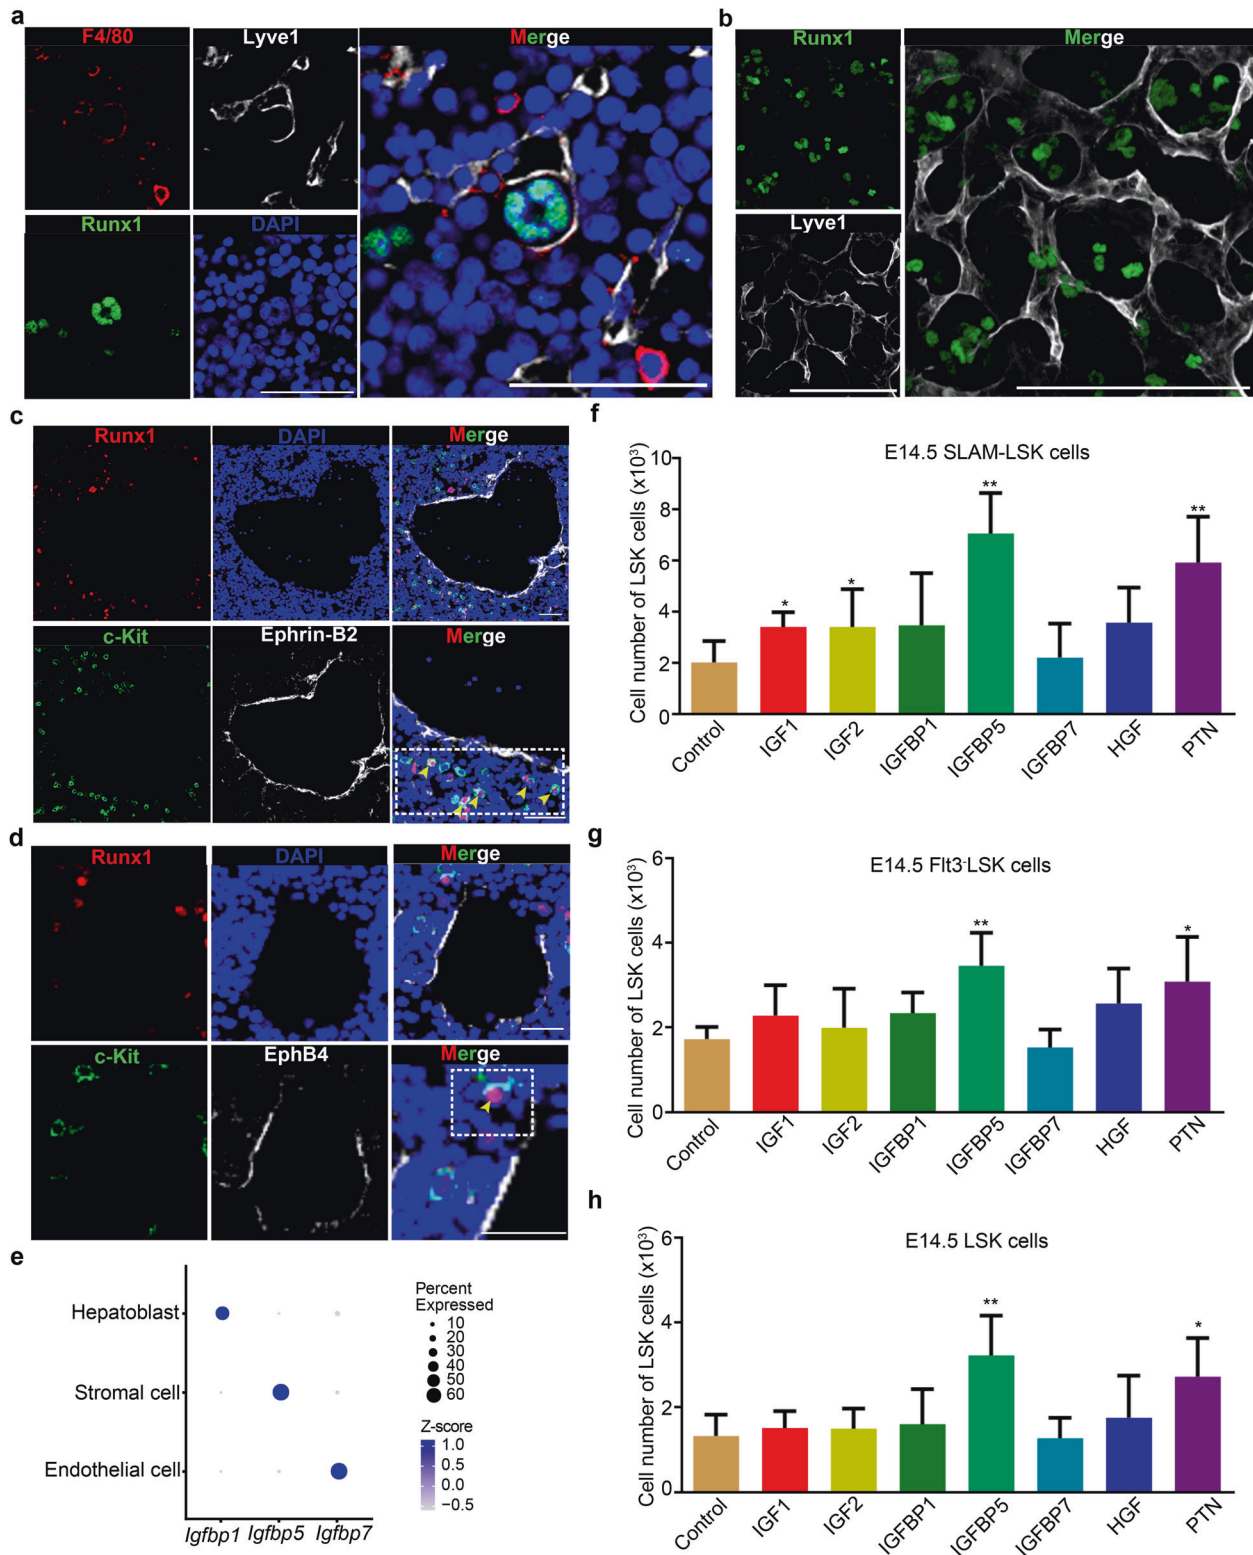 a
F4/80
Lyve1
Merge
Runx1
DAPI
b
Runx1
Merge
Lyve1
c
Runx1
DAPI
Merge
c-Kit
Ephrin-B2
Merge
d
Runx1
DAPI
Merge
c-Kit
EphB4
Merge
e
Hepatoblast
Stromal cell
Endothelial cell
Igfbp1 Igfbp5 Igfbp7
Percent
Expressed
10
20
30
40
50
60
Z-score
1.0
0.5
0.0
−0.5
f
E14.5 SLAM-LSK cells
Cell number of LSK cells (x10³)
10
8
6
4
2
0
* * ** **
Control IGF1 IGF2 IGFBP1 IGFBP5 IGFBP7 HGF PTN
g
E14.5 Flt3⁻LSK cells
Cell number of LSK cells (x10³)
6
4
2
0
** *
Control IGF1 IGF2 IGFBP1 IGFBP5 IGFBP7 HGF PTN
h
E14.5 LSK cells
Cell number of LSK cells (x10³)
6
4
2
0
** *
Control IGF1 IGF2 IGFBP1 IGFBP5 IGFBP7 HGF PTN